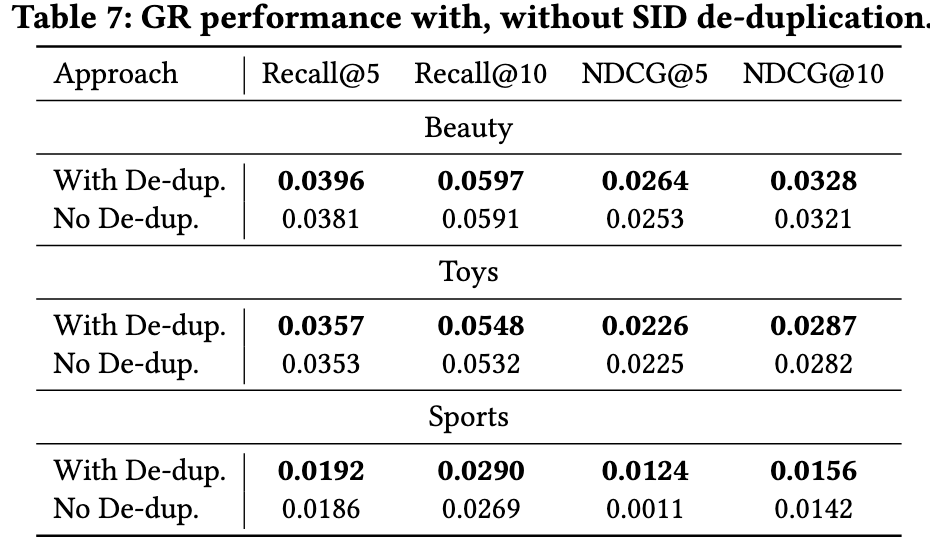 Table 7: GR performance with, without SID de-duplication.
Approach Recall@5 Recall@10 NDCG@5 NDCG@10
Beauty
With De-dup. 0.0396 0.0597 0.0264 0.0328
No De-dup. 0.0381 0.0591 0.0253 0.0321
Toys
With De-dup. 0.0357 0.0548 0.0226 0.0287
No De-dup. 0.0353 0.0532 0.0225 0.0282
Sports
With De-dup. 0.0192 0.0290 0.0124 0.0156
No De-dup. 0.0186 0.0269 0.0011 0.0142